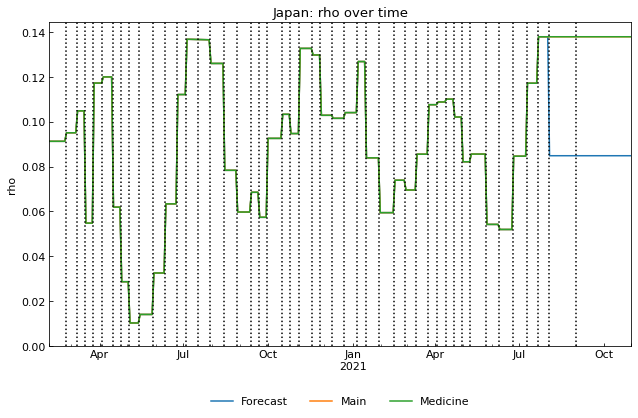 Japan: rho over time
0.14
0.12
0.10
0.08
0.06
0.04
0.02
0.00
rho
Apr Jul Oct Jan Apr Jul Oct
2021
Forecast Main Medicine